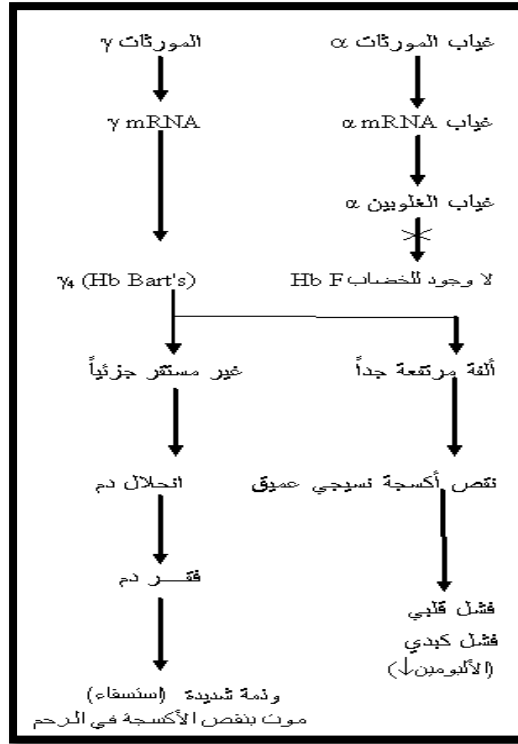 غياب المورثات α
المورثات γ
غياب α mRNA
γ mRNA
غياب الغلوبين α
لا وجود للخضاب Hb F
γ₄ (Hb Bart's)
ألفة مرتفعة جداً
غير مستقر جزئياً
نقص أكسجة نسيجي عميق
انحلال دم
فقـــر دم
فشل قلبي
فشل كبدي
(الألبومين↓)
وذمة شديدة (استسقاء)
موت بنقص الأكسجة في الرحم